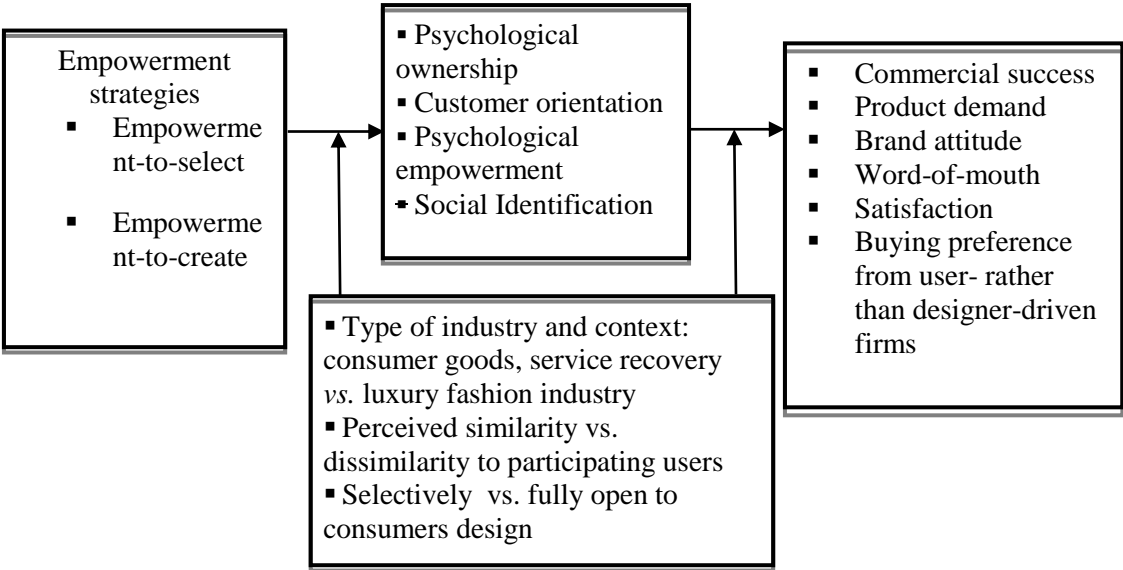 Empowerment
strategies
▪ Empowerme
nt-to-select
▪ Empowerme
nt-to-create
▪ Psychological
ownership
▪ Customer orientation
▪ Psychological
empowerment
▪ Social Identification
▪ Type of industry and context:
consumer goods, service recovery
vs. luxury fashion industry
▪ Perceived similarity vs.
dissimilarity to participating users
▪ Selectively vs. fully open to
consumers design
▪ Commercial success
▪ Product demand
▪ Brand attitude
▪ Word-of-mouth
▪ Satisfaction
▪ Buying preference
from user- rather
than designer-driven
firms